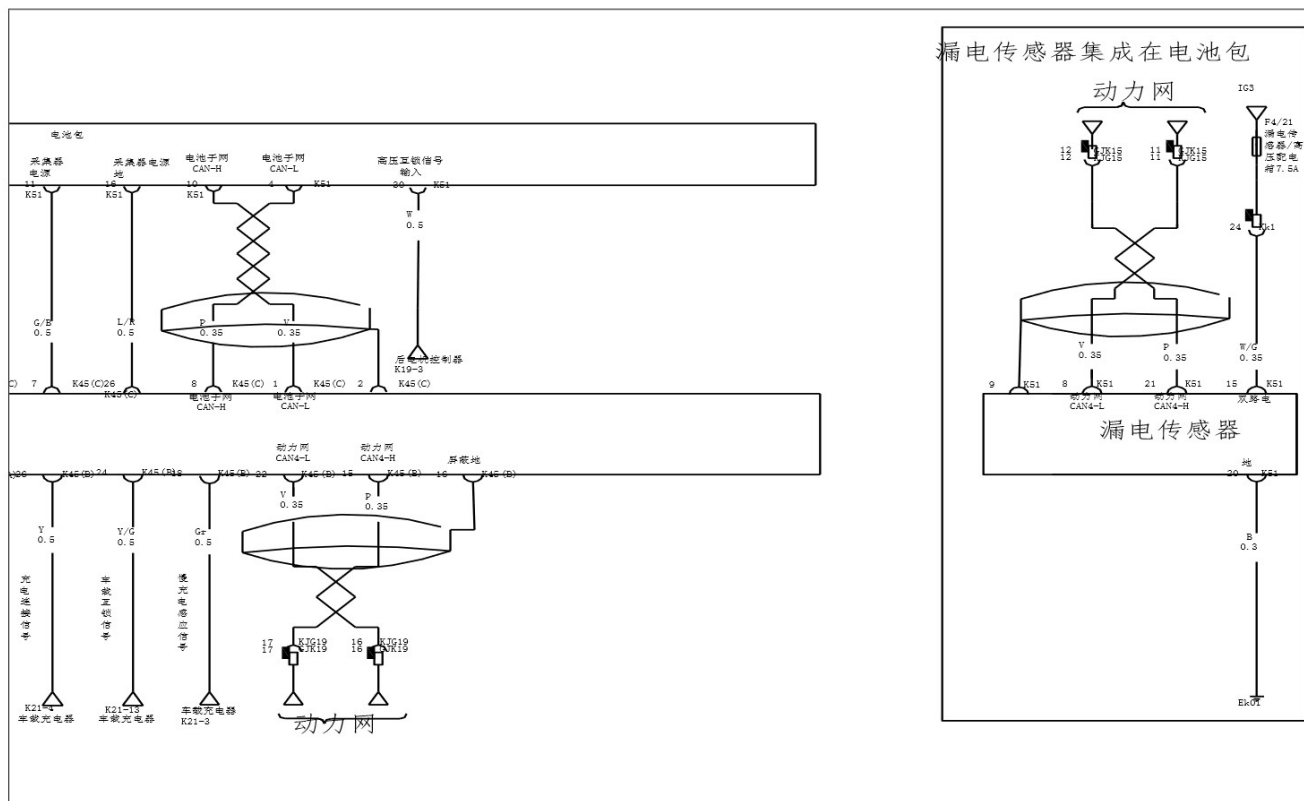 漏电传感器集成在电池包
动力网
IG3
F4/21
漏电传
感器/高
压配电
箱7.5A
12 GJK15
12 KJG15
11 GJK15
11 KJG15
24 Kk1
电池包
采集器
电源
采集器电源
地
电池子网
CAN-H
电池子网
CAN-L
高压互锁信号
输入
11
K51
16
K51
10
K51
4 K51
30 K51
W
0.5
G/B
0.5
L/R
0.5
P
0.35
V
0.35
后电机控制器
K19-3
C) 7 K45(C)
26
K45(C)
8 K45(C)
1 K45(C)
2 K45(C)
电池子网
CAN-H
电池子网
CAN-L
V
0.35
P
0.35
W/G
0.35
9 K51
8 K51
21 K51
15 K51
动力网
CAN4-L
动力网
CAN4-H
双路电
漏电传感器
地
20 K51
B
0.3
Ek01
动力网
CAN4-L
动力网
CAN4-H
屏蔽地
26 K45(B)
24 K45(B)
18 K45(B)
22 K45(B)
15 K45(B)
16 K45(B)
Y
0.5
Y/G
0.5
Gr
0.5
V
0.35
P
0.35
充电连接信号
车载互锁信号
慢充电感应信号
17 KJG19
17 GJK19
16 KJG19
16 GJK19
K21-4
车载充电器
K21-13
车载充电器
车载充电器
K21-3
动力网